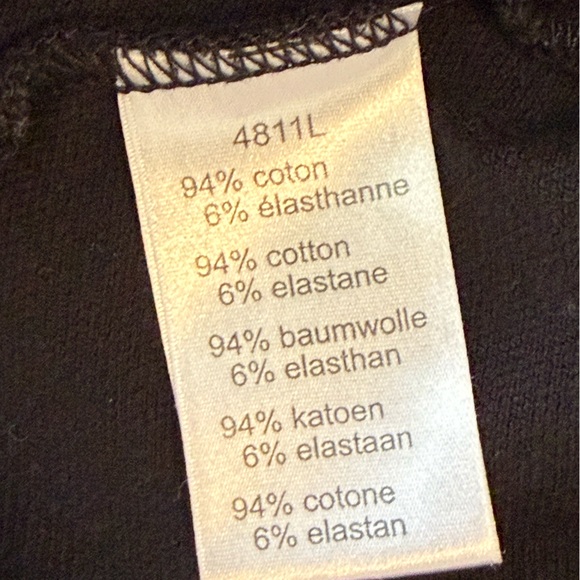 4811L
94% coton
6% élasthanne
94% cotton
6% elastane
94% baumwolle
6% elasthan
94% katoen
6% elastaan
94% cotone
6% elastan